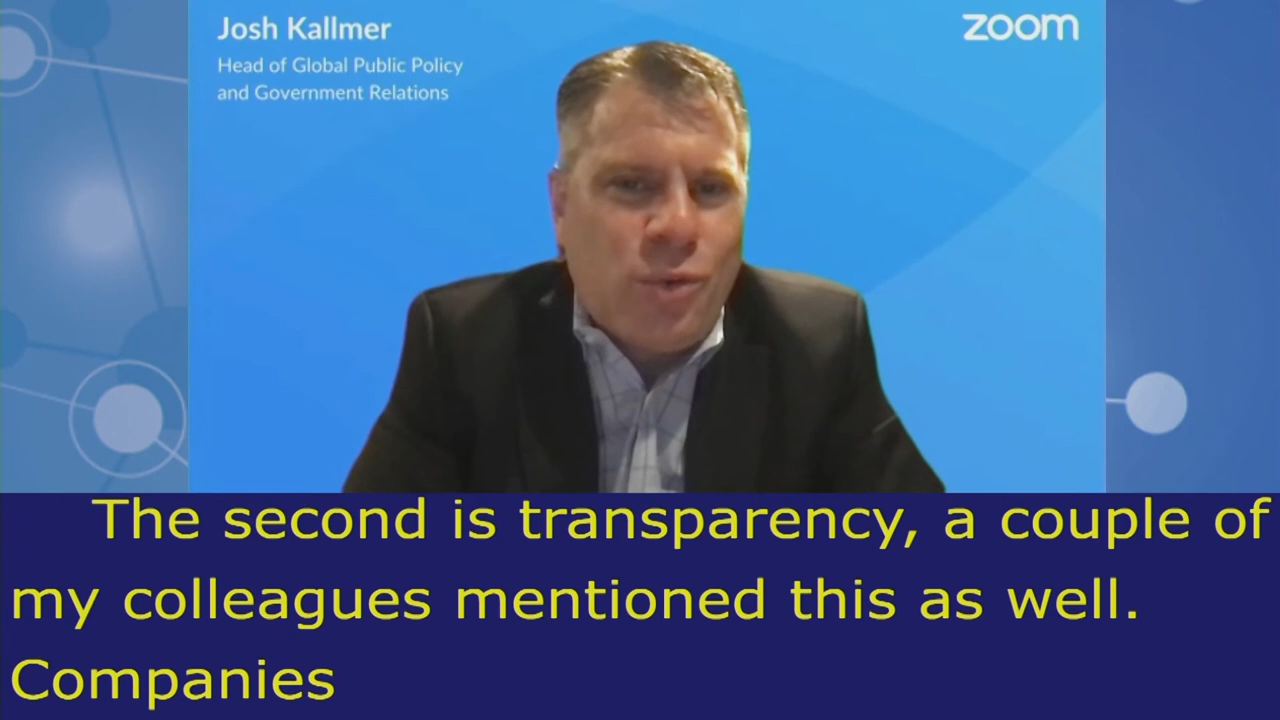 Josh Kallmer
Head of Global Public Policy
and Government Relations
zoom
The second is transparency, a couple of
my colleagues mentioned this as well.
Companies